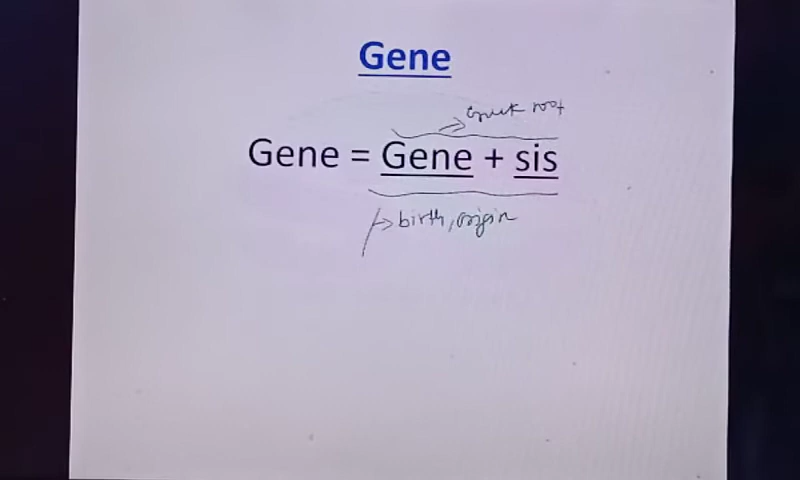 Gene
Greek root
Gene = Gene + sis
birth, origin